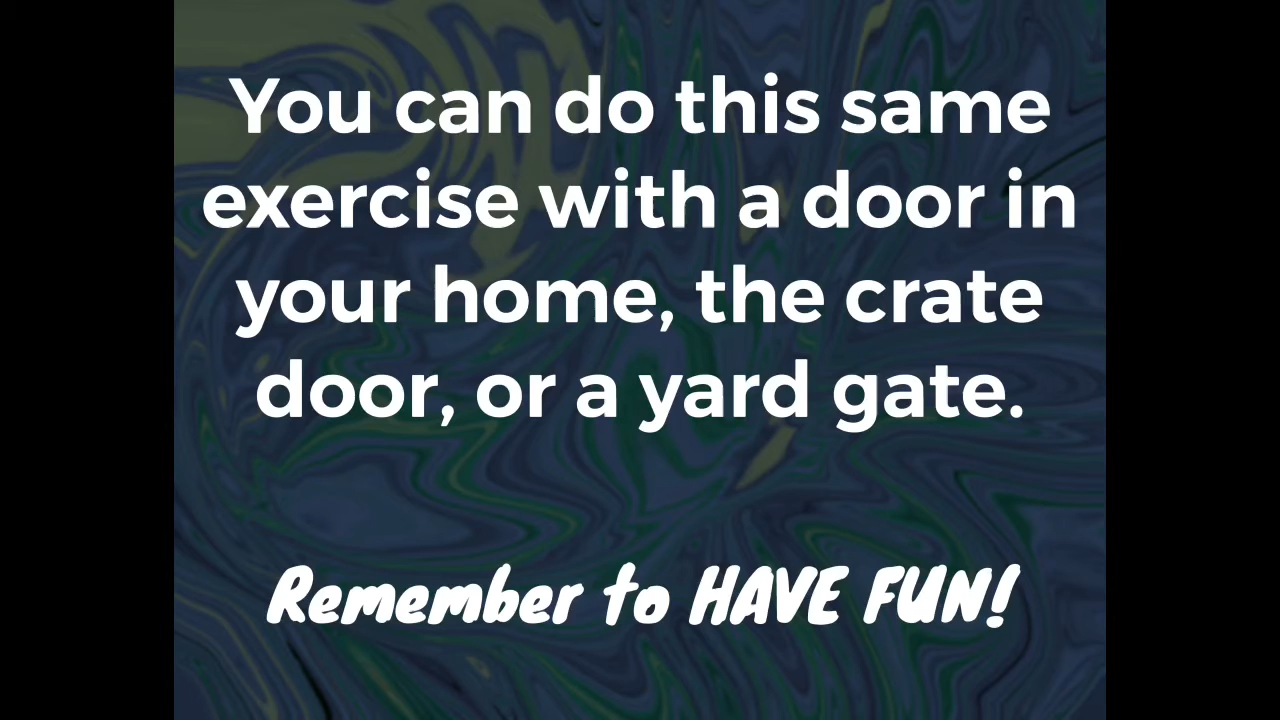 You can do this same
exercise with a door in
your home, the crate
door, or a yard gate.
Remember to HAVE FUN!